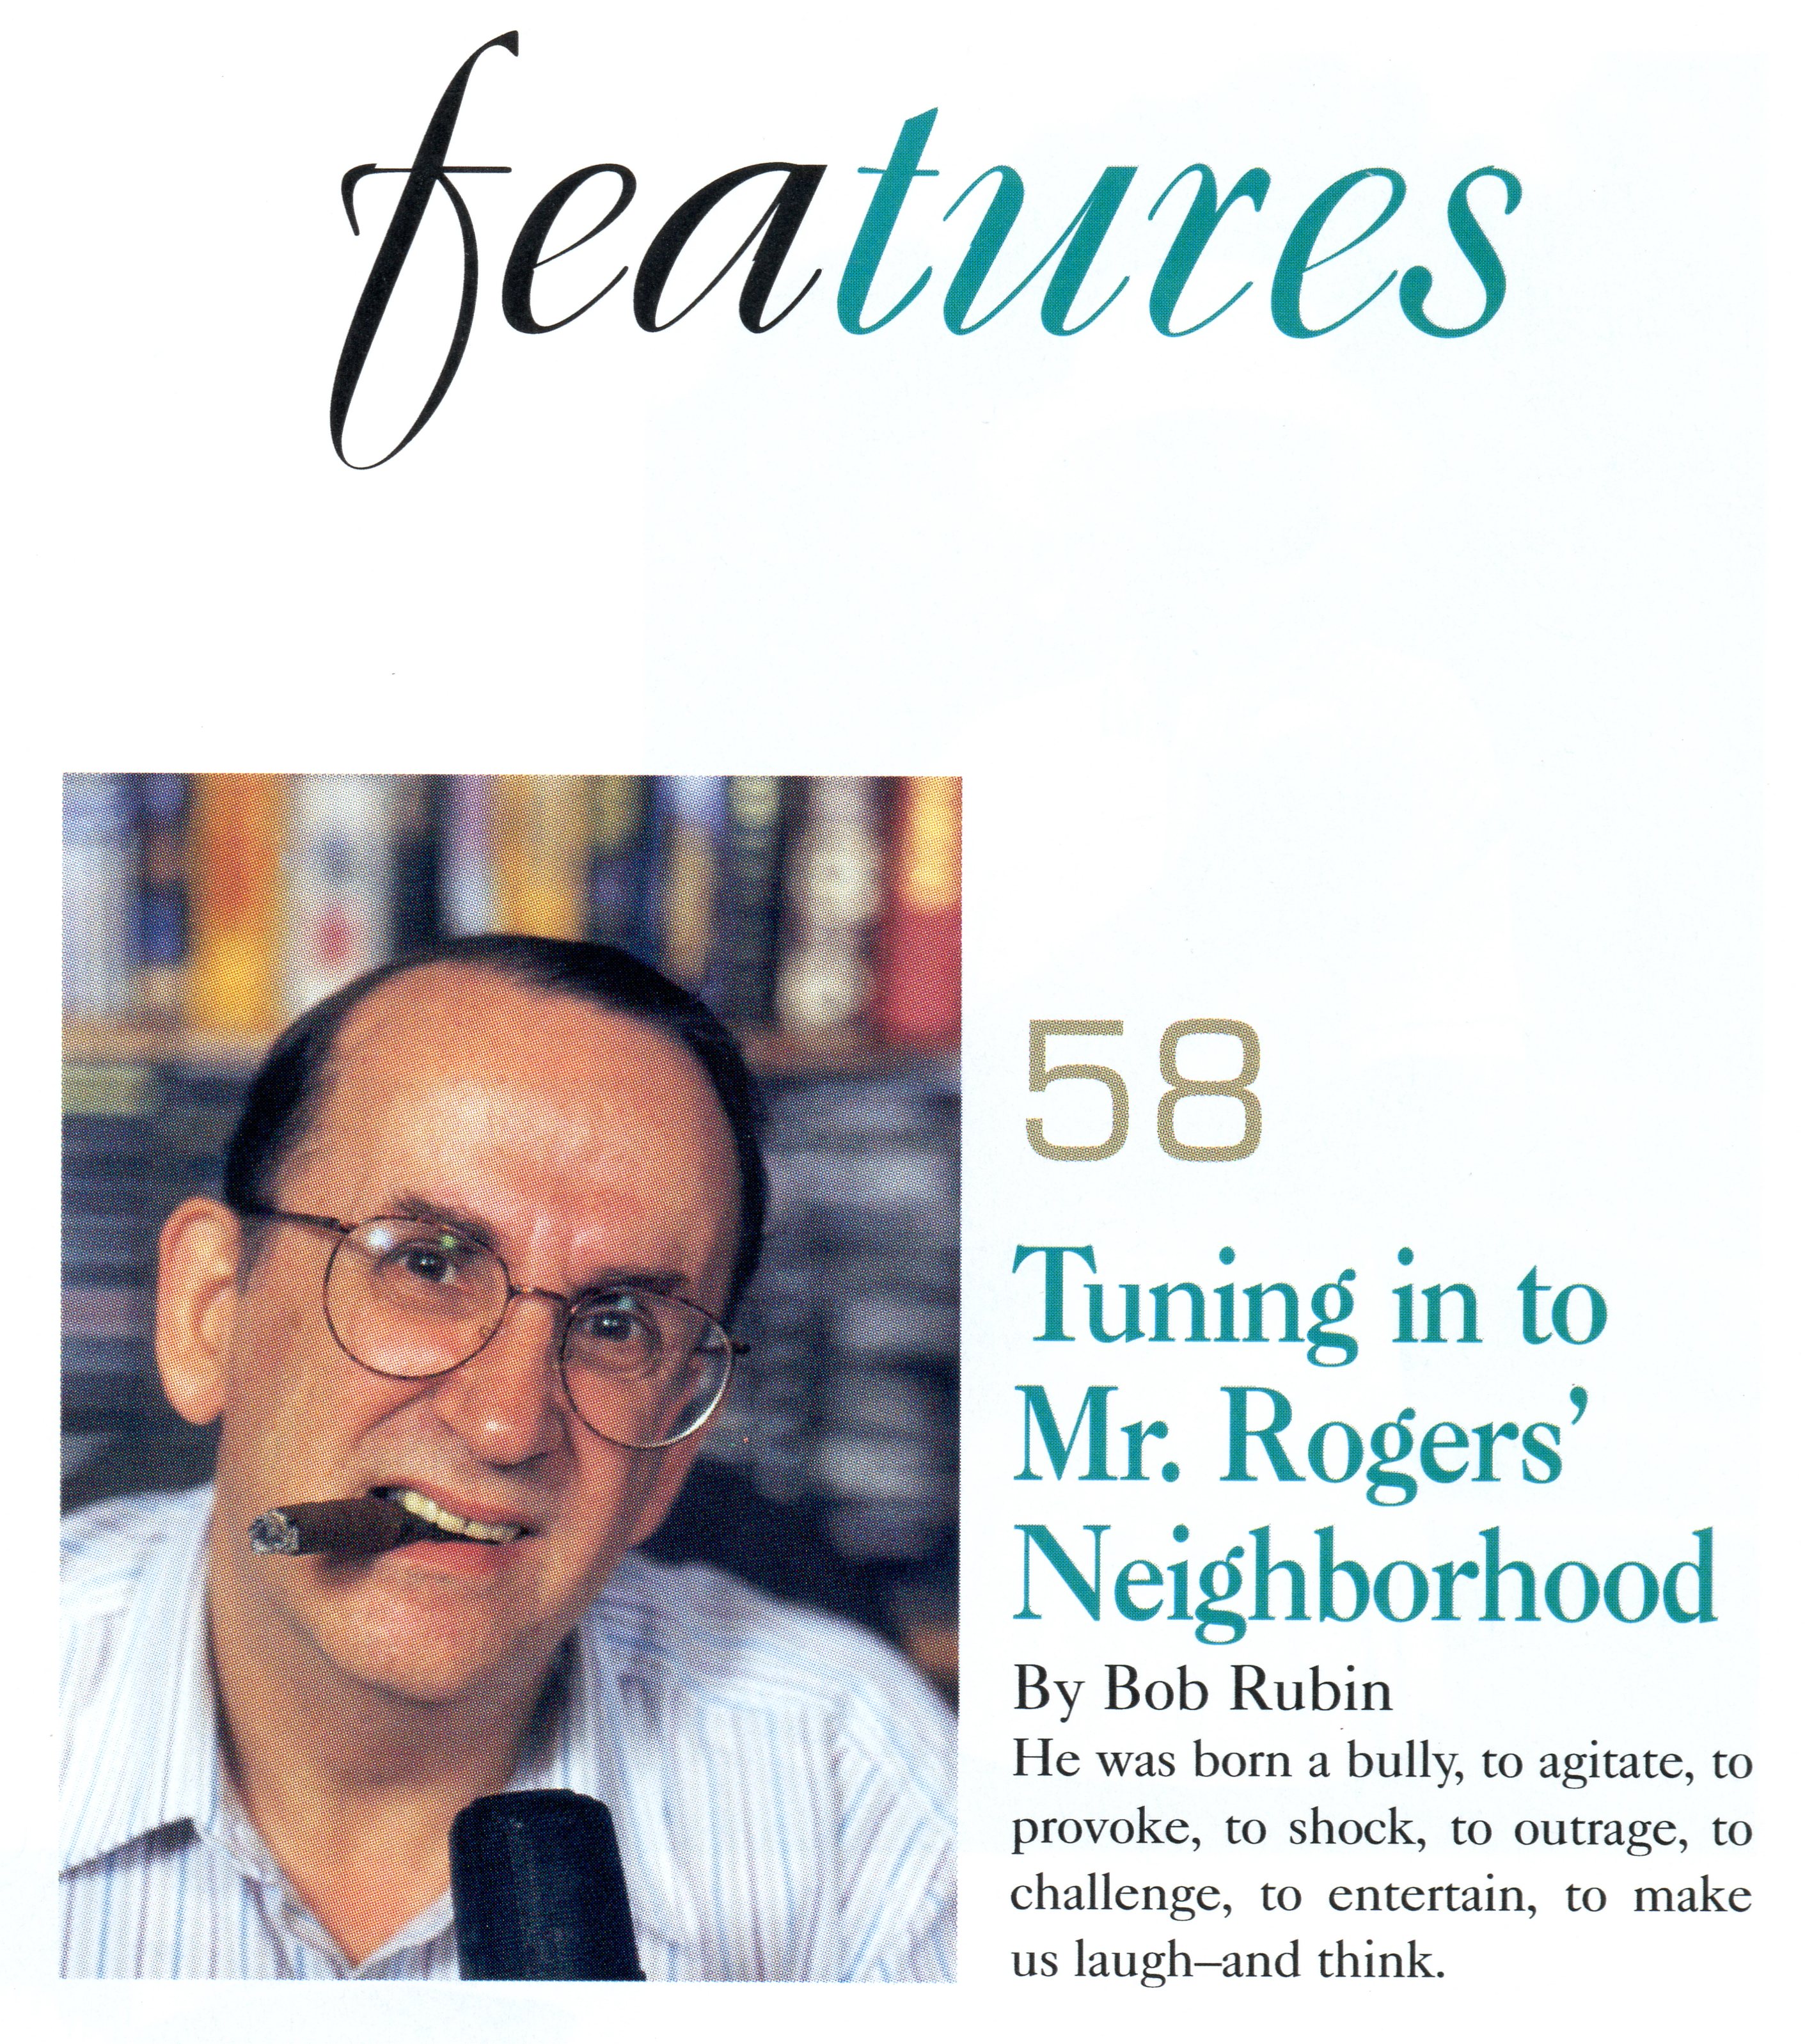 features
58
Tuning in to
Mr. Rogers’
Neighborhood
By Bob Rubin
He was born a bully, to agitate, to
provoke, to shock, to outrage, to
challenge, to entertain, to make
us laugh–and think.